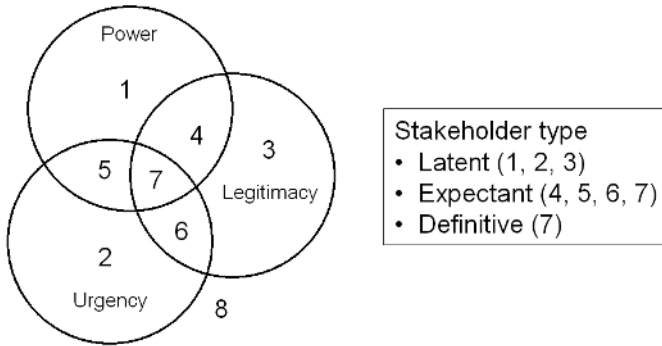 Power
1
4
3
5
7
Legitimacy
6
2
Urgency
8
Stakeholder type
• Latent (1, 2, 3)
• Expectant (4, 5, 6, 7)
• Definitive (7)